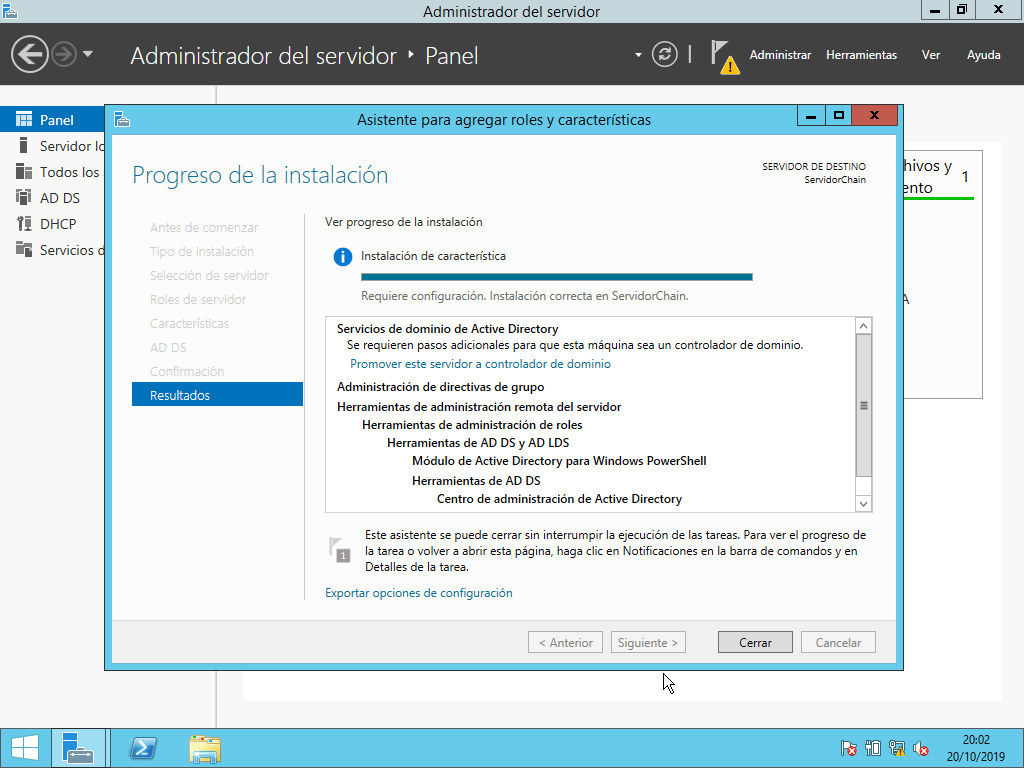 Administrador del servidor
Administrador del servidor ‣ Panel
Administrar Herramientas Ver Ayuda
Panel
Servidor lo
Todos los
AD DS
DHCP
Servicios d
hivos y
ento
1
A
Asistente para agregar roles y características
Progreso de la instalación
SERVIDOR DE DESTINO
ServidorChain
Antes de comenzar
Tipo de instalación
Selección de servidor
Roles de servidor
Características
AD DS
Confirmación
Resultados
Ver progreso de la instalación
Instalación de característica
Requiere configuración. Instalación correcta en ServidorChain.
Servicios de dominio de Active Directory
Se requieren pasos adicionales para que esta máquina sea un controlador de dominio.
Promover este servidor a controlador de dominio
Administración de directivas de grupo
Herramientas de administración remota del servidor
Herramientas de administración de roles
Herramientas de AD DS y AD LDS
Módulo de Active Directory para Windows PowerShell
Herramientas de AD DS
Centro de administración de Active Directory
1
Este asistente se puede cerrar sin interrumpir la ejecución de las tareas. Para ver el progreso de
la tarea o volver a abrir esta página, haga clic en Notificaciones en la barra de comandos y en
Detalles de la tarea.
Exportar opciones de configuración
< Anterior
Siguiente >
Cerrar
Cancelar
20:02
20/10/2019